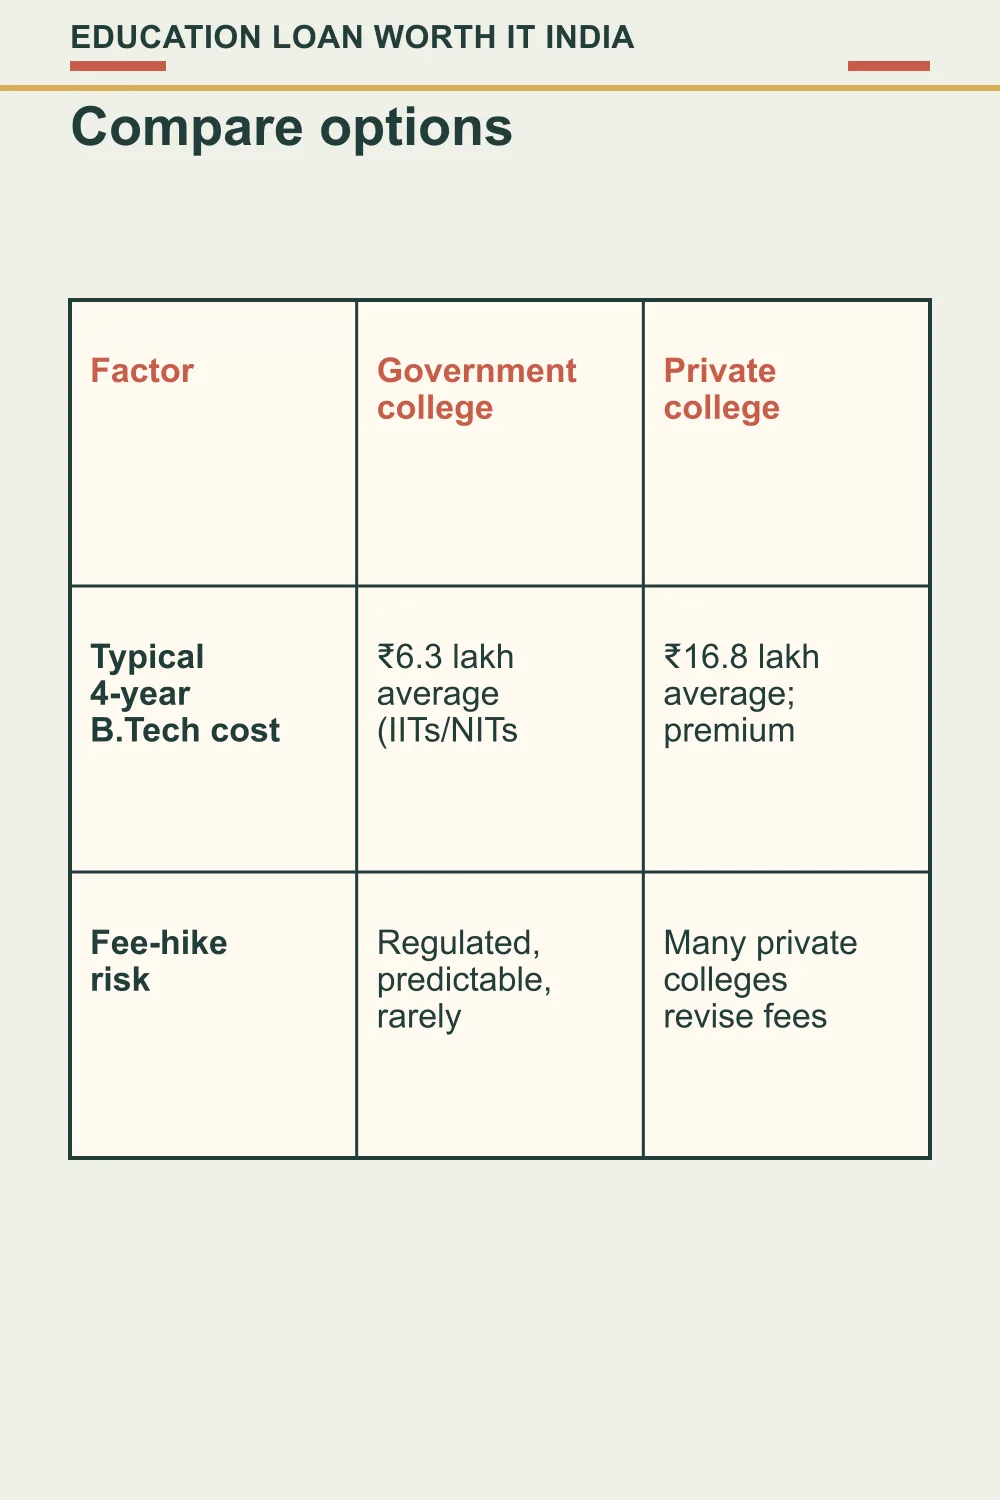 EDUCATION LOAN WORTH IT INDIA
Compare options
Factor
Government
college
Private
college
Typical
4-year
B.Tech cost
₹6.3 lakh
average
(IITs/NITs
₹16.8 lakh
average;
premium
Fee-hike
risk
Regulated,
predictable,
rarely
Many private
colleges
revise fees